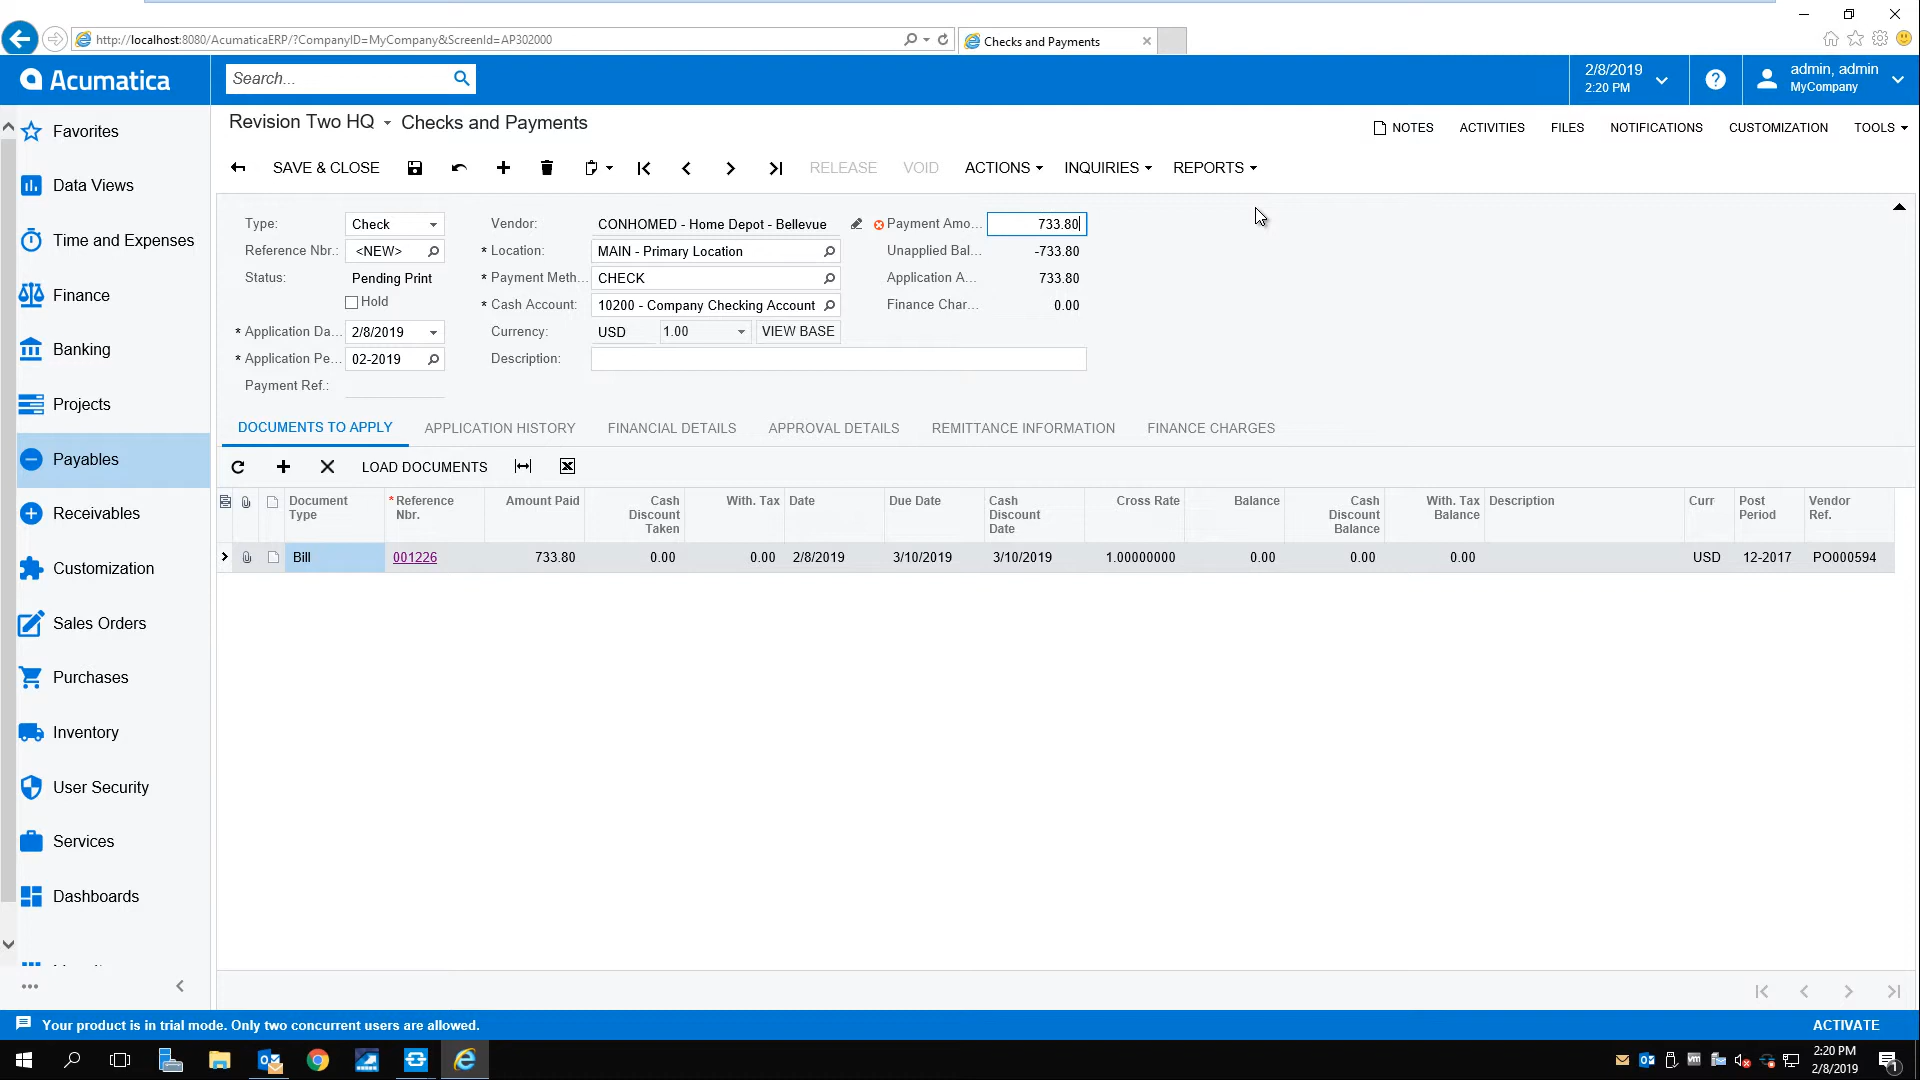 http://localhost:8080/AcumaticaERP/?CompanyID=MyCompany&ScreenId=AP302000
Checks and Payments
Acumatica
Search...
2/8/2019
2:20 PM
admin, admin
MyCompany
Revision Two HQ
Checks and Payments
NOTES
ACTIVITIES
FILES
NOTIFICATIONS
CUSTOMIZATION
TOOLS
SAVE & CLOSE
RELEASE
VOID
ACTIONS
INQUIRIES
REPORTS
Favorites
Data Views
Time and Expenses
Finance
Banking
Projects
Payables
Receivables
Customization
Sales Orders
Purchases
Inventory
User Security
Services
Dashboards
Type: Check
Reference Nbr.: <NEW>
Status: Pending Print
Hold
* Application Da... 2/8/2019
* Application Pe... 02-2019
Payment Ref.:
Vendor: CONHOMED - Home Depot - Bellevue
* Location: MAIN - Primary Location
* Payment Meth... CHECK
* Cash Account: 10200 - Company Checking Account
Currency: USD 1.00 VIEW BASE
Description:
Payment Amo... 733.80
Unapplied Bal... -733.80
Application A... 733.80
Finance Char... 0.00
DOCUMENTS TO APPLY
APPLICATION HISTORY
FINANCIAL DETAILS
APPROVAL DETAILS
REMITTANCE INFORMATION
FINANCE CHARGES
LOAD DOCUMENTS
Document Type
* Reference Nbr.
Amount Paid
Cash Discount Taken
With. Tax
Date
Due Date
Cash Discount Date
Cross Rate
Balance
Cash Discount Balance
With. Tax Balance
Description
Curr
Post Period
Vendor Ref.
Bill 001226 733.80 0.00 0.00 2/8/2019 3/10/2019 3/10/2019 1.00000000 0.00 0.00 0.00 USD 12-2017 PO000594
Your product is in trial mode. Only two concurrent users are allowed.
ACTIVATE
2:20 PM
2/8/2019